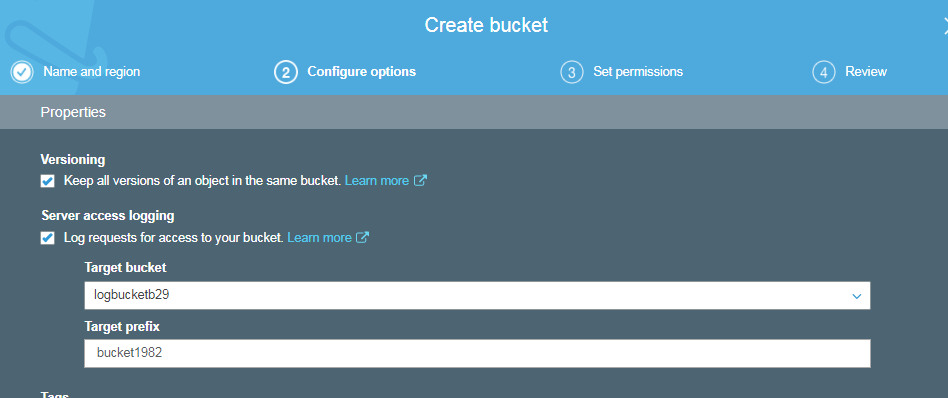 Create bucket
Name and region 2 Configure options 3 Set permissions 4 Review
Properties
Versioning
Keep all versions of an object in the same bucket. Learn more
Server access logging
Log requests for access to your bucket. Learn more
Target bucket
logbucketb29
Target prefix
bucket1982
Tags